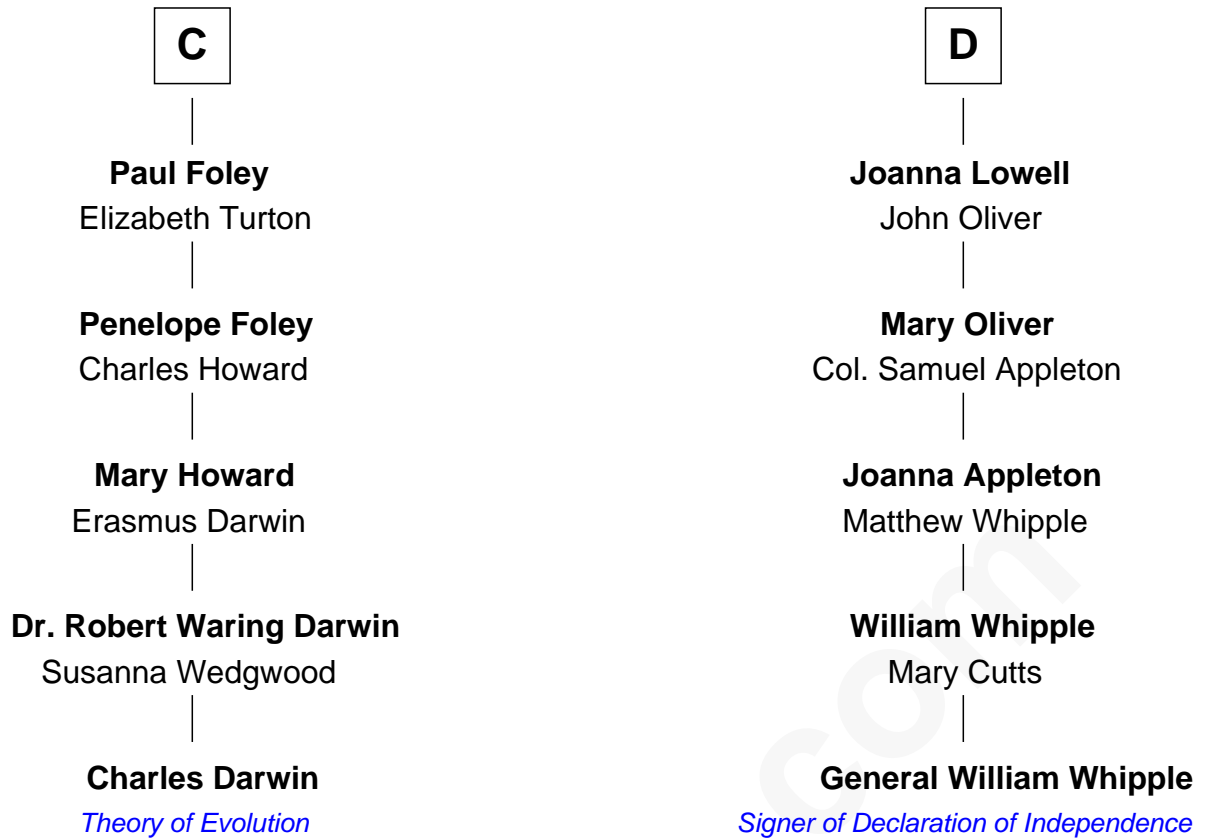 C
Paul Foley
Elizabeth Turton
Penelope Foley
Charles Howard
Mary Howard
Erasmus Darwin
Dr. Robert Waring Darwin
Susanna Wedgwood
Charles Darwin
Theory of Evolution
D
Joanna Lowell
John Oliver
Mary Oliver
Col. Samuel Appleton
Joanna Appleton
Matthew Whipple
William Whipple
Mary Cutts
General William Whipple
Signer of Declaration of Independence
com